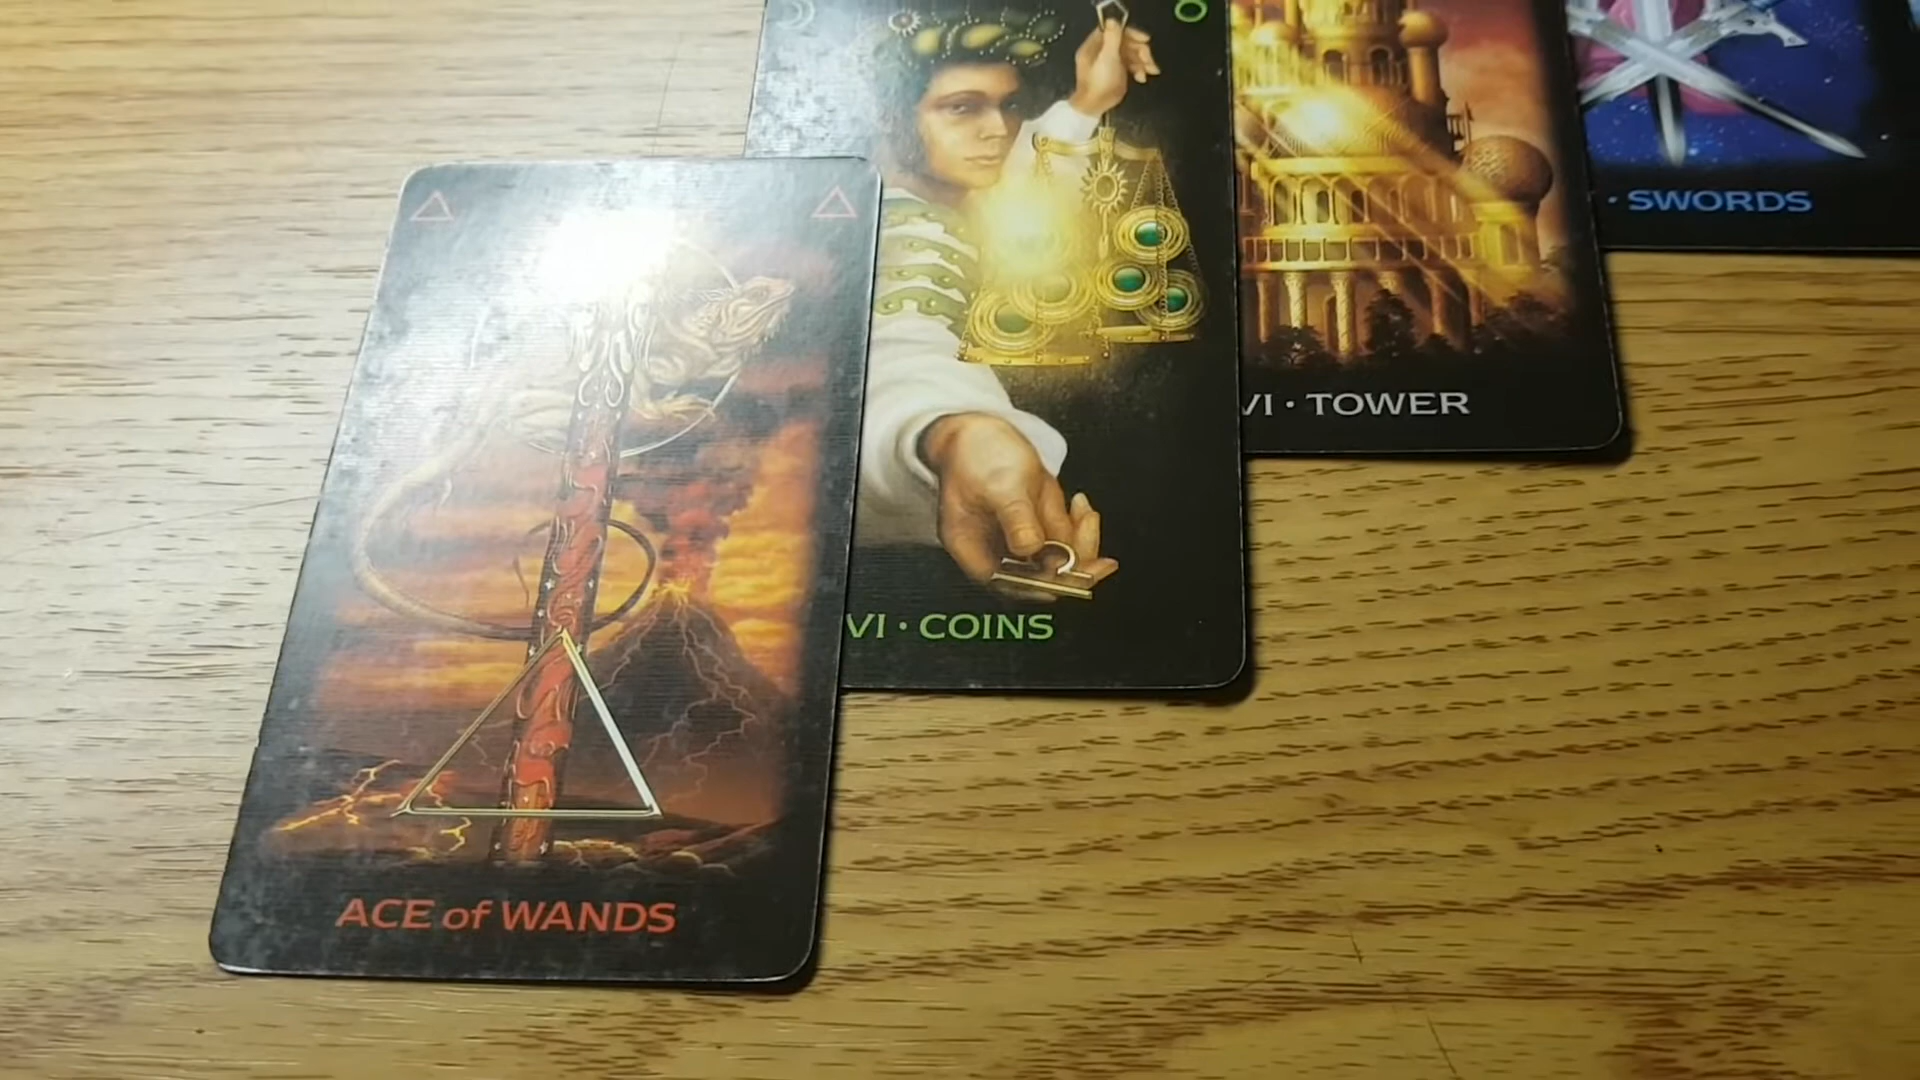 · SWORDS
VI · TOWER
VI · COINS
ACE of WANDS